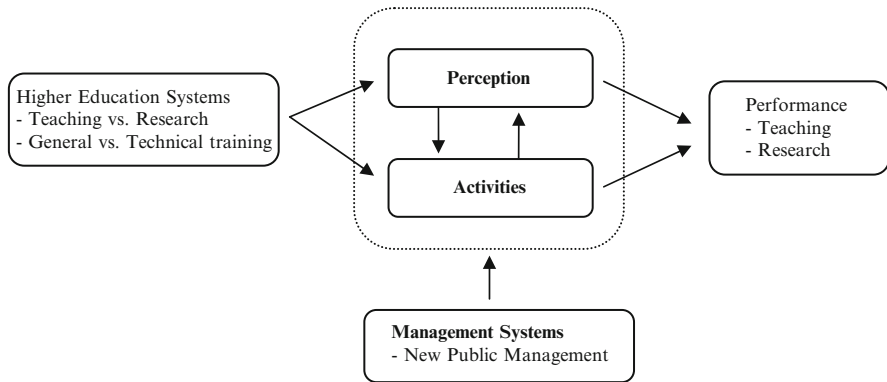 Higher Education Systems
- Teaching vs. Research
- General vs. Technical training
Perception
Activities
Performance
- Teaching
- Research
Management Systems
- New Public Management